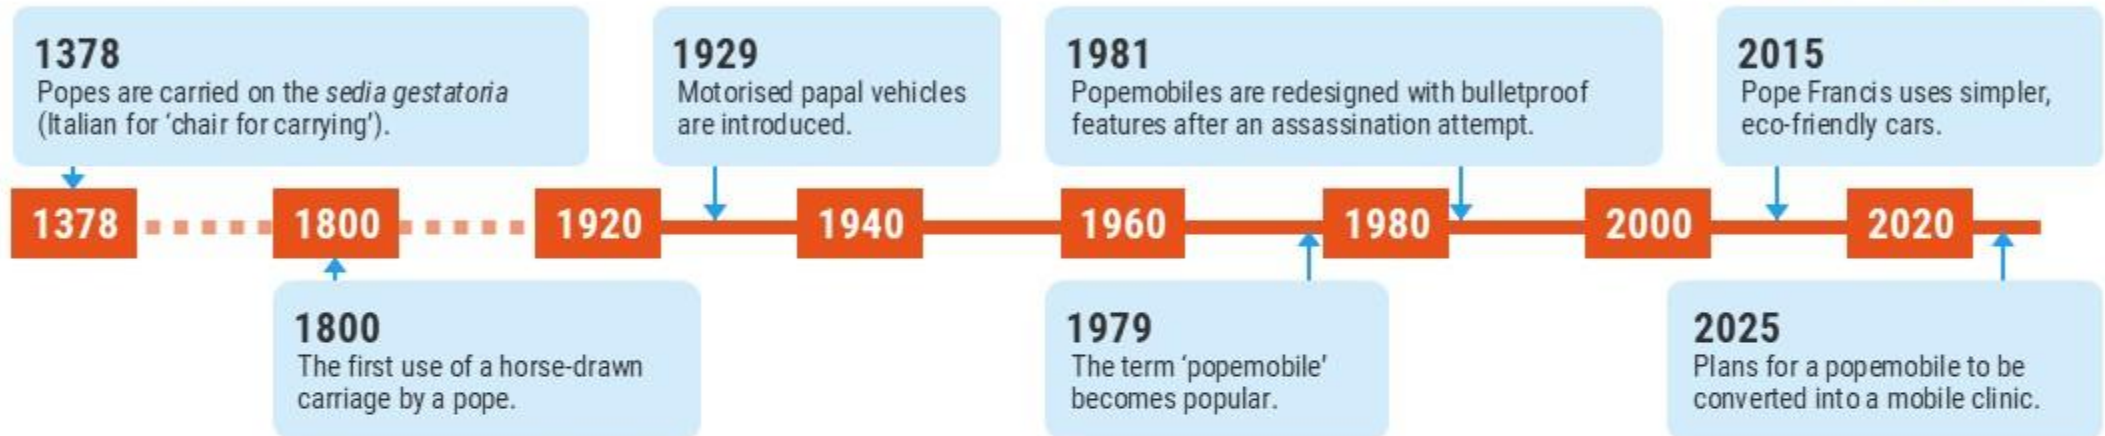 1378
Popes are carried on the sedia gestatoria
(Italian for ‘chair for carrying’).
1929
Motorised papal vehicles
are introduced.
1981
Popemobiles are redesigned with bulletproof
features after an assassination attempt.
2015
Pope Francis uses simpler,
eco-friendly cars.
1378
1800
1920
1940
1960
1980
2000
2020
1800
The first use of a horse-drawn
carriage by a pope.
1979
The term ‘popemobile’
becomes popular.
2025
Plans for a popemobile to be
converted into a mobile clinic.